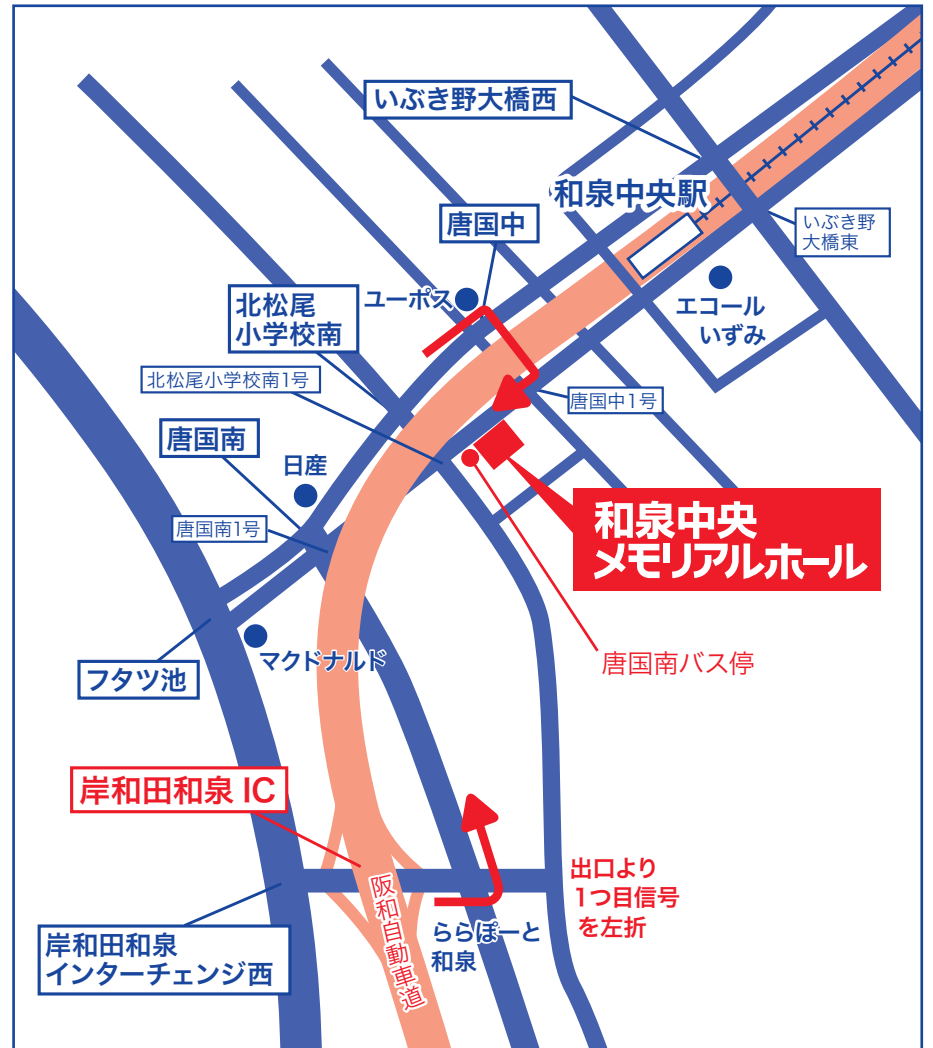 いぶき野大橋西
和泉中央駅
いぶき野
大橋東
唐国中
ユーポス
エコール
いずみ
北松尾
小学校南
北松尾小学校南1号
唐国中1号
唐国南
日産
唐国南1号
和泉中央
メモリアルホール
マクドナルド
唐国南バス停
フタツ池
岸和田和泉 IC
阪和自動車道
出口より
1つ目信号
を左折
ららぽーと
和泉
岸和田和泉
インターチェンジ西